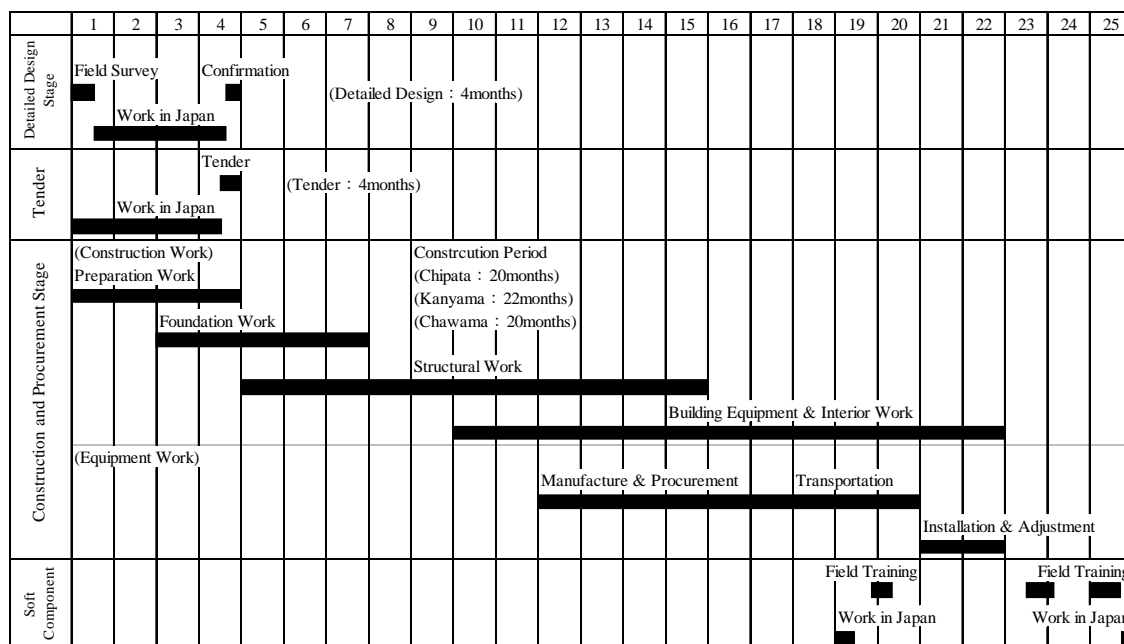 1 2 3 4 5 6 7 8 9 10 11 12 13 14 15 16 17 18 19 20 21 22 23 24 25
Detailed Design
Stage
Field Survey Confirmation
(Detailed Design：4months)
Work in Japan
Tender
Tender
(Tender：4months)
Work in Japan
Construction and Procurement Stage
(Construction Work) Constrcution Period
Preparation Work (Chipata：20months)
(Kanyama：22months)
Foundation Work (Chawama：20months)
Structural Work
Building Equipment & Interior Work
(Equipment Work)
Manufacture & Procurement Transportation
Installation & Adjustment
Soft
Component
Field Training Field Training
Work in Japan Work in Japan